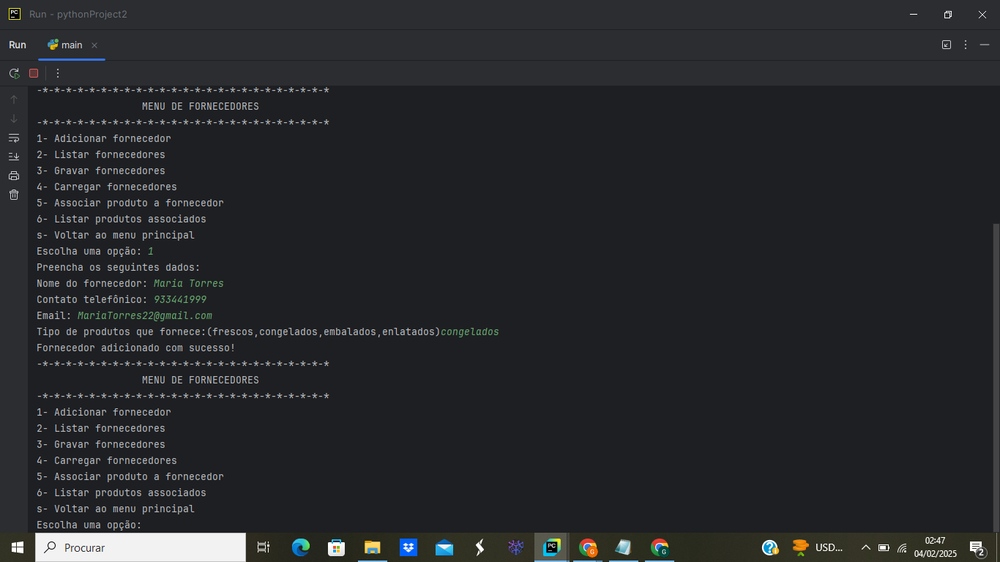 PC Run - pythonProject2
Run main
-*-*-*-*-*-*-*-*-*-*-*-*-*-*-*-*-*-*-*-*-*-*-*-*-*
MENU DE FORNECEDORES
-*-*-*-*-*-*-*-*-*-*-*-*-*-*-*-*-*-*-*-*-*-*-*-*-*
1- Adicionar fornecedor
2- Listar fornecedores
3- Gravar fornecedores
4- Carregar fornecedores
5- Associar produto a fornecedor
6- Listar produtos associados
s- Voltar ao menu principal
Escolha uma opção: 1
Preencha os seguintes dados:
Nome do fornecedor: Maria Torres
Contato telefônico: 933441999
Email: MariaTorres22@gmail.com
Tipo de produtos que fornece:(frescos,congelados,embalados,enlatados)congelados
Fornecedor adicionado com sucesso!
-*-*-*-*-*-*-*-*-*-*-*-*-*-*-*-*-*-*-*-*-*-*-*-*-*
MENU DE FORNECEDORES
-*-*-*-*-*-*-*-*-*-*-*-*-*-*-*-*-*-*-*-*-*-*-*-*-*
1- Adicionar fornecedor
2- Listar fornecedores
3- Gravar fornecedores
4- Carregar fornecedores
5- Associar produto a fornecedor
6- Listar produtos associados
s- Voltar ao menu principal
Escolha uma opção:
Procurar PC G G USD... 02:47
04/02/2025 2